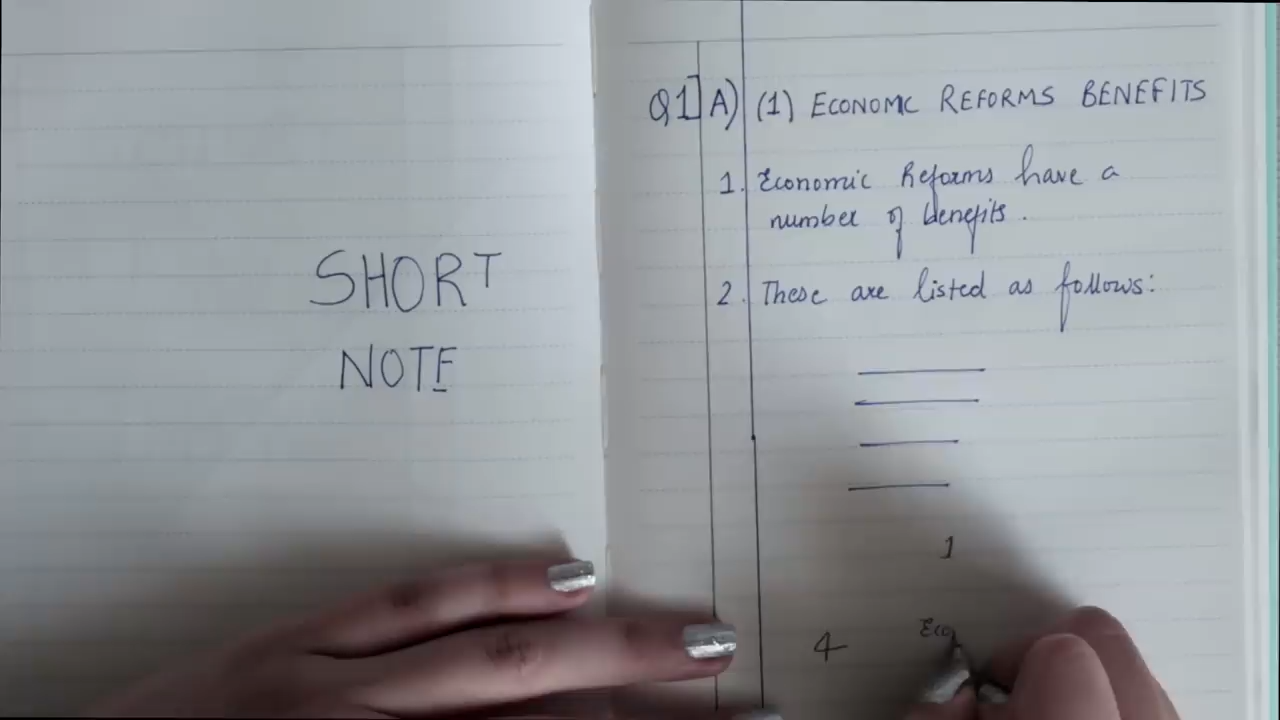 SHORT
NOTE
Q1] A) (1) ECONOMC REFORMS BENEFITS
1. Economic Reforms have a
number of benefits.
2. These are listed as follows:
1
4 Eco